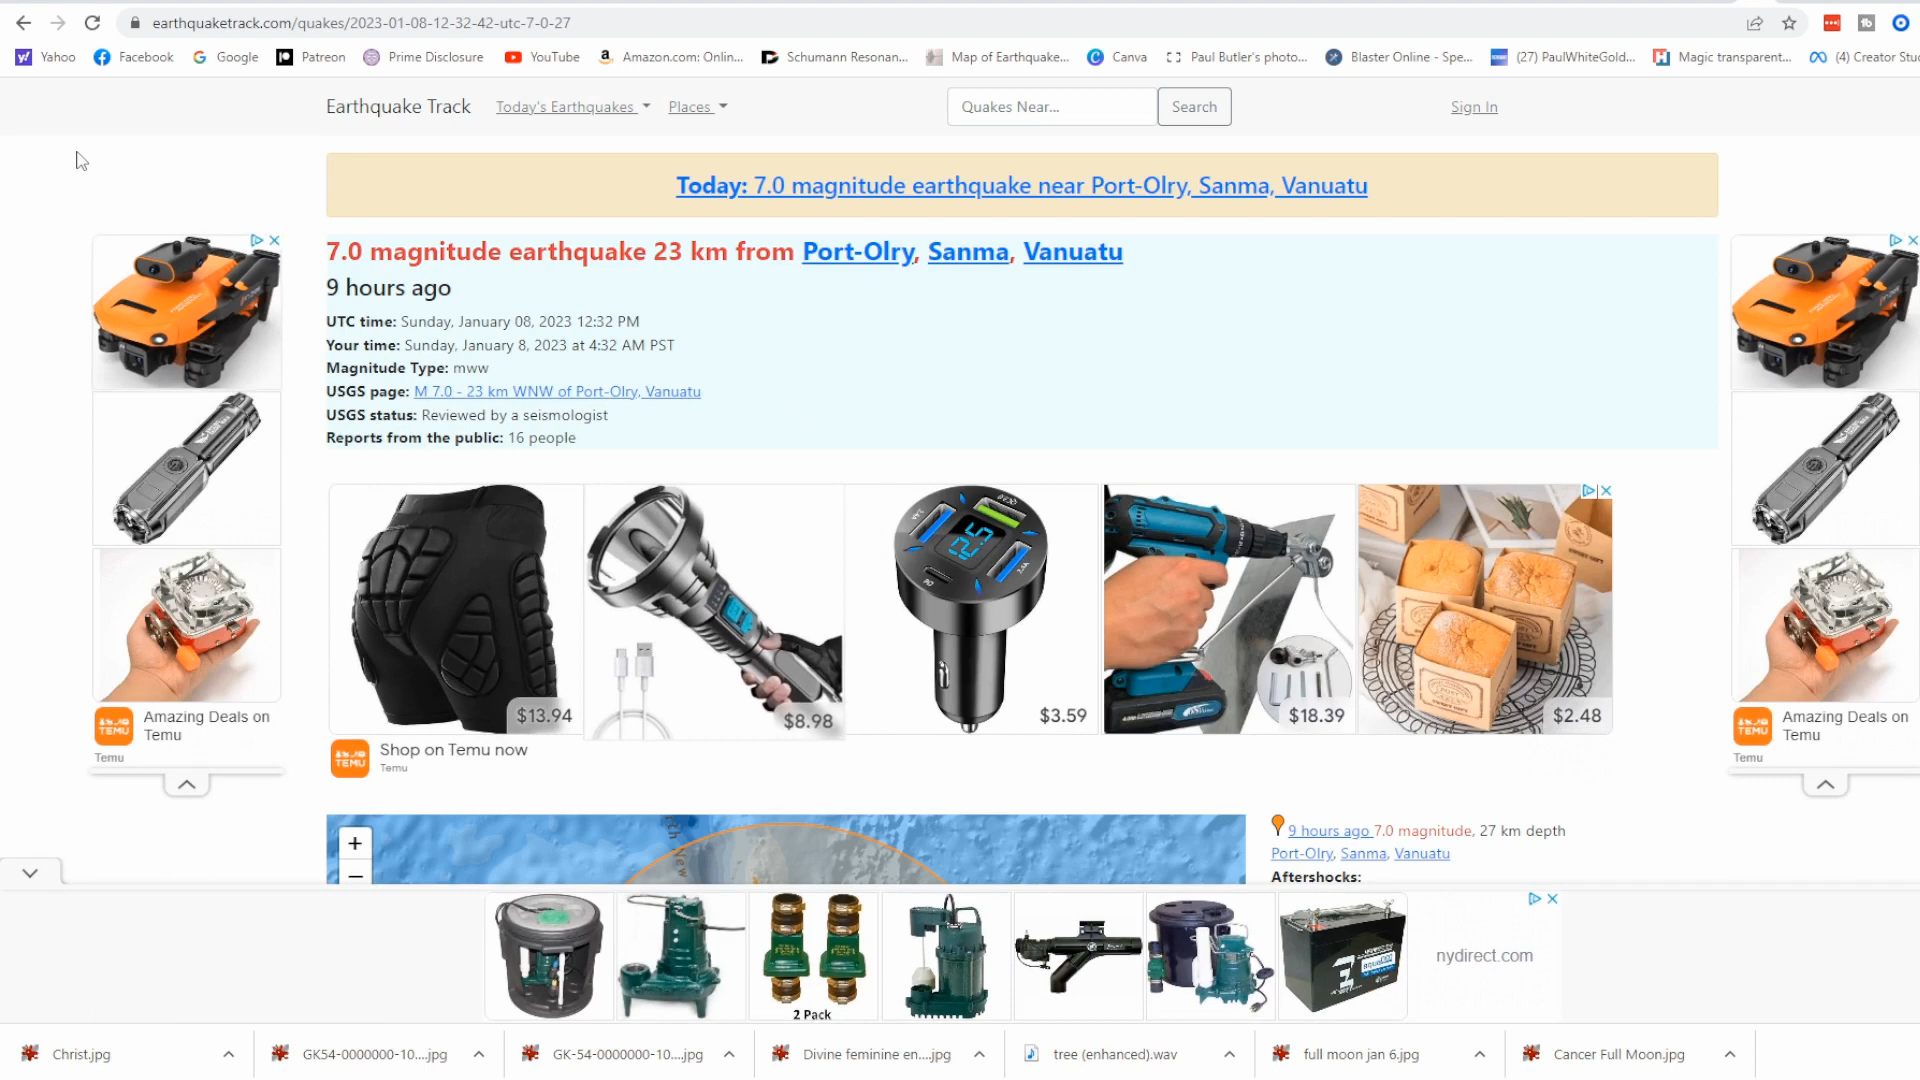 earthquaketrack.com/quakes/2023-01-08-12-32-42-utc-7-0-27
Yahoo Facebook Google Patreon Prime Disclosure YouTube Amazon.com: Onlin... Schumann Resonan... Map of Earthquake... Canva Paul Butler's photo... Blaster Online - Spe... (27) PaulWhiteGold... Magic transparent... (4) Creator Stud
Earthquake Track Today's Earthquakes Places Quakes Near... Search Sign In
Today: 7.0 magnitude earthquake near Port-Olry, Sanma, Vanuatu
7.0 magnitude earthquake 23 km from Port-Olry, Sanma, Vanuatu
9 hours ago
UTC time: Sunday, January 08, 2023 12:32 PM
Your time: Sunday, January 8, 2023 at 4:32 AM PST
Magnitude Type: mww
USGS page: M 7.0 - 23 km WNW of Port-Olry, Vanuatu
USGS status: Reviewed by a seismologist
Reports from the public: 16 people
$13.94 $8.98 $3.59 $18.39 $2.48
TEMU Shop on Temu now
Temu
TEMU Amazing Deals on
Temu
Temu
TEMU Amazing Deals on
Temu
Temu
+
−
9 hours ago 7.0 magnitude, 27 km depth
Port-Olry, Sanma, Vanuatu
Aftershocks:
2 Pack
nydirect.com
Christ.jpg GK54-0000000-10....jpg GK-54-0000000-10....jpg Divine feminine en....jpg tree (enhanced).wav full moon jan 6.jpg Cancer Full Moon.jpg